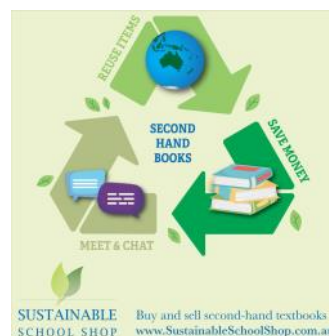 REUSE ITEMS
SECOND
HAND
BOOKS
SAVE MONEY
MEET & CHAT
SUSTAINABLE
SCHOOL SHOP
Buy and sell second-hand textbooks
www.SustainableSchoolShop.com.au